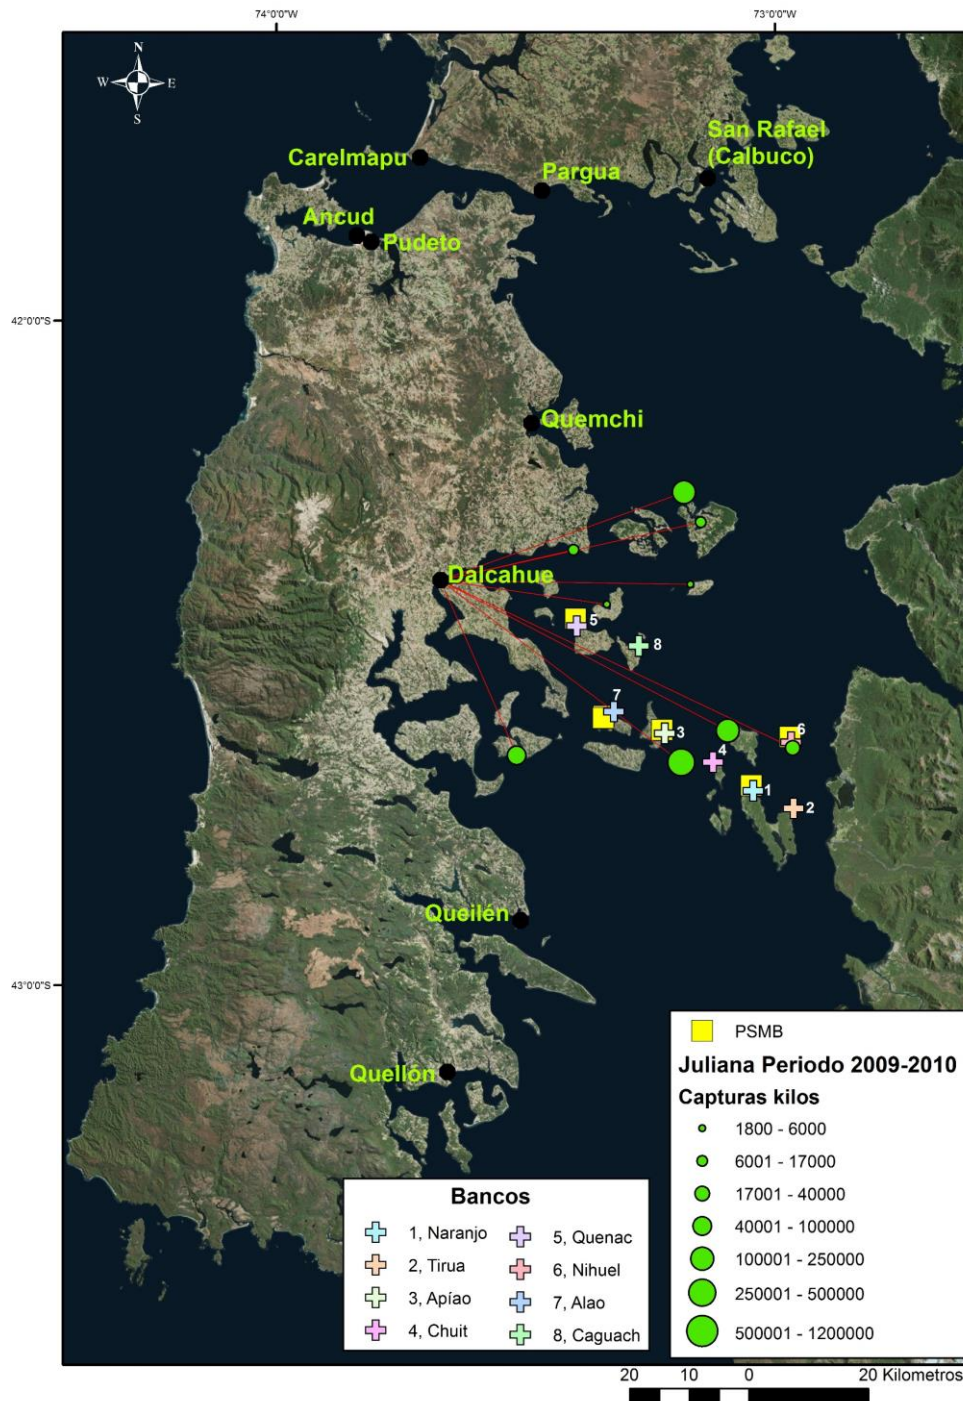 74°0'0"W
73°0'0"W
N
W
E
S
San Rafael
(Calbuco)
Carelmapu
Pargua
Ancud
Pudeto
42°0'0"S
Quemchi
Dalcahue
5
8
7
3
6
4
1
2
Queilén
43°0'0"S
Quellón
PSMB
Juliana Periodo 2009-2010
Capturas kilos
1800 - 6000
6001 - 17000
17001 - 40000
40001 - 100000
100001 - 250000
250001 - 500000
500001 - 1200000
Bancos
1, Naranjo
2, Tirua
3, Apíao
4, Chuit
5, Quenac
6, Nihuel
7, Alao
8, Caguach
20 10 0 20 Kilometros